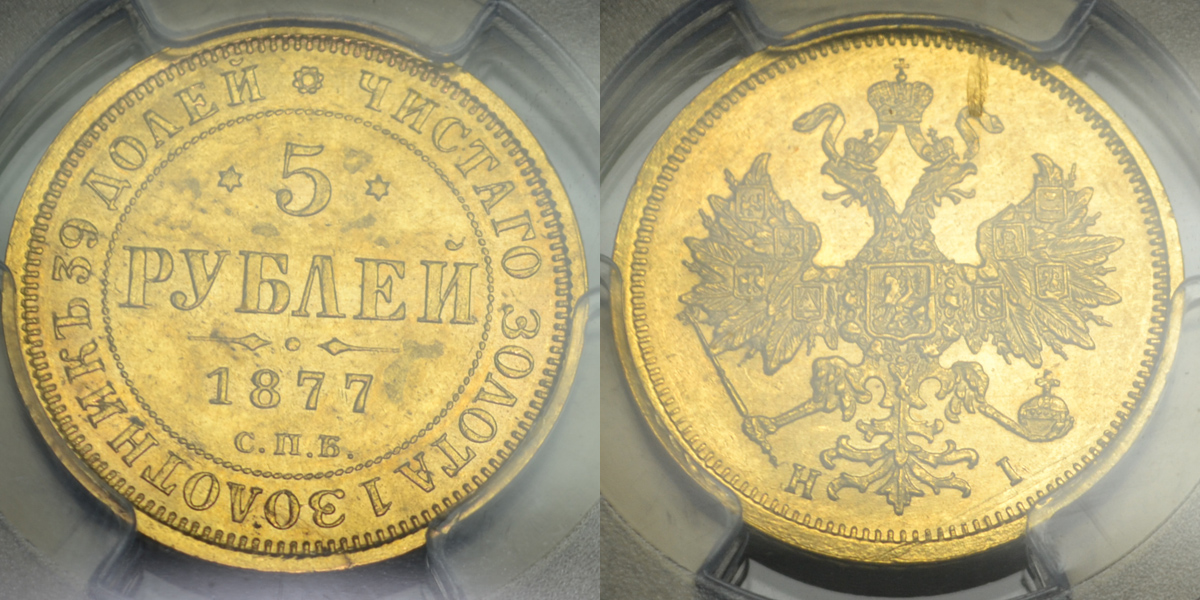 ЧИСТАГО ЗОЛОТА 1 ЗОЛОТНИКЪ 39 ДОЛЕЙ
5
РУБЛЕЙ
1877
С.П.Б.
Н I